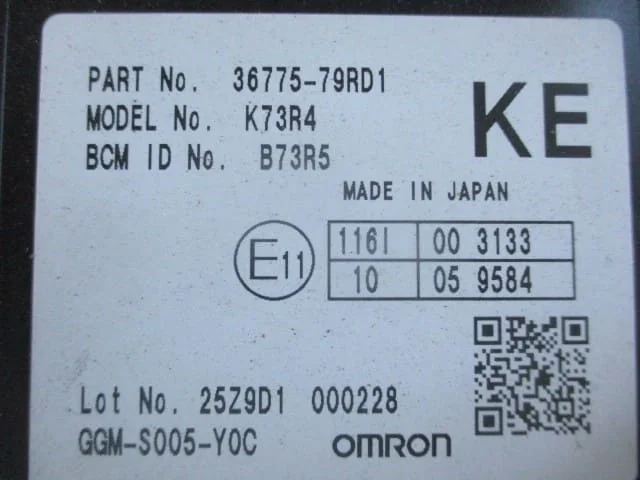 PART No. 36775-79RD1
MODEL No. K73R4
BCM ID No. B73R5
KE
MADE IN JAPAN
E11
116I 00 3133
10 05 9584
Lot No. 25Z9D1 000228
GGM-S005-Y0C
OMRON